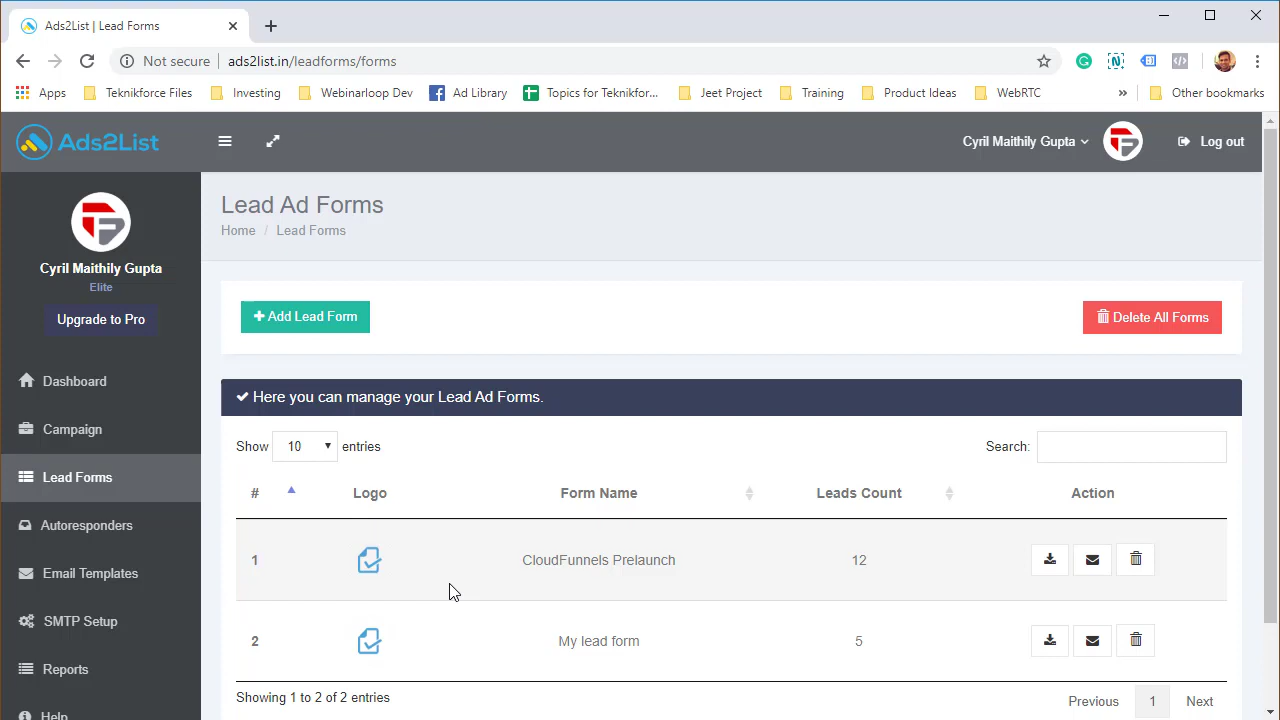 Ads2List | Lead Forms
Not secure
ads2list.in/leadforms/forms
Apps
Teknikforce Files
Investing
Webinarloop Dev
Ad Library
Topics for Teknikfor...
Jeet Project
Training
Product Ideas
WebRTC
Other bookmarks
Ads2List
Cyril Maithily Gupta
Log out
Cyril Maithily Gupta
Elite
Upgrade to Pro
Dashboard
Campaign
Lead Forms
Autoresponders
Email Templates
SMTP Setup
Reports
Help
Lead Ad Forms
Home / Lead Forms
Add Lead Form
Delete All Forms
Here you can manage your Lead Ad Forms.
Show 10 entries
Search:
# Logo Form Name Leads Count Action
1 CloudFunnels Prelaunch 12
2 My lead form 5
Showing 1 to 2 of 2 entries
Previous 1 Next